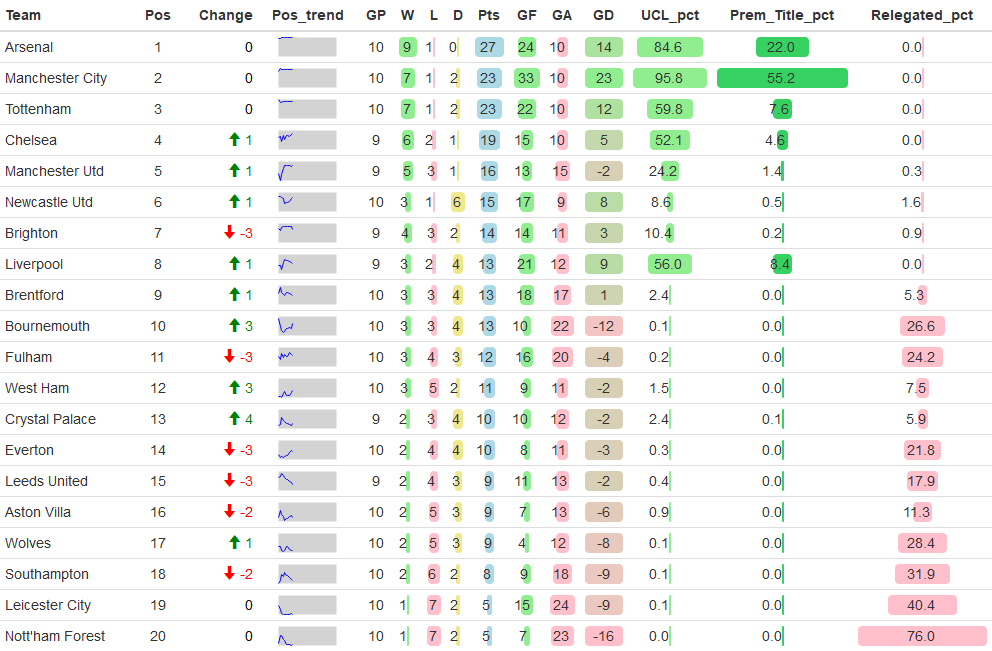 Team Pos Change Pos_trend GP W L D Pts GF GA GD UCL_pct Prem_Title_pct Relegated_pct
Arsenal 1 0 10 9 1 0 27 24 10 14 84.6 22.0 0.0
Manchester City 2 0 10 7 1 2 23 33 10 23 95.8 55.2 0.0
Tottenham 3 0 10 7 1 2 23 22 10 12 59.8 7.6 0.0
Chelsea 4 1 9 6 2 1 19 15 10 5 52.1 4.6 0.0
Manchester Utd 5 1 9 5 3 1 16 13 15 -2 24.2 1.4 0.3
Newcastle Utd 6 1 10 3 1 6 15 17 9 8 8.6 0.5 1.6
Brighton 7 -3 9 4 3 2 14 14 11 3 10.4 0.2 0.9
Liverpool 8 1 9 3 2 4 13 21 12 9 56.0 8.4 0.0
Brentford 9 1 10 3 3 4 13 18 17 1 2.4 0.0 5.3
Bournemouth 10 3 10 3 3 4 13 10 22 -12 0.1 0.0 26.6
Fulham 11 -3 10 3 4 3 12 16 20 -4 0.2 0.0 24.2
West Ham 12 3 10 3 5 2 11 9 11 -2 1.5 0.0 7.5
Crystal Palace 13 4 9 2 3 4 10 10 12 -2 2.4 0.1 5.9
Everton 14 -3 10 2 4 4 10 8 11 -3 0.3 0.0 21.8
Leeds United 15 -3 9 2 4 3 9 11 13 -2 0.4 0.0 17.9
Aston Villa 16 -2 10 2 5 3 9 7 13 -6 0.9 0.0 11.3
Wolves 17 1 10 2 5 3 9 4 12 -8 0.1 0.0 28.4
Southampton 18 -2 10 2 6 2 8 9 18 -9 0.1 0.0 31.9
Leicester City 19 0 10 1 7 2 5 15 24 -9 0.1 0.0 40.4
Nott'ham Forest 20 0 10 1 7 2 5 7 23 -16 0.0 0.0 76.0